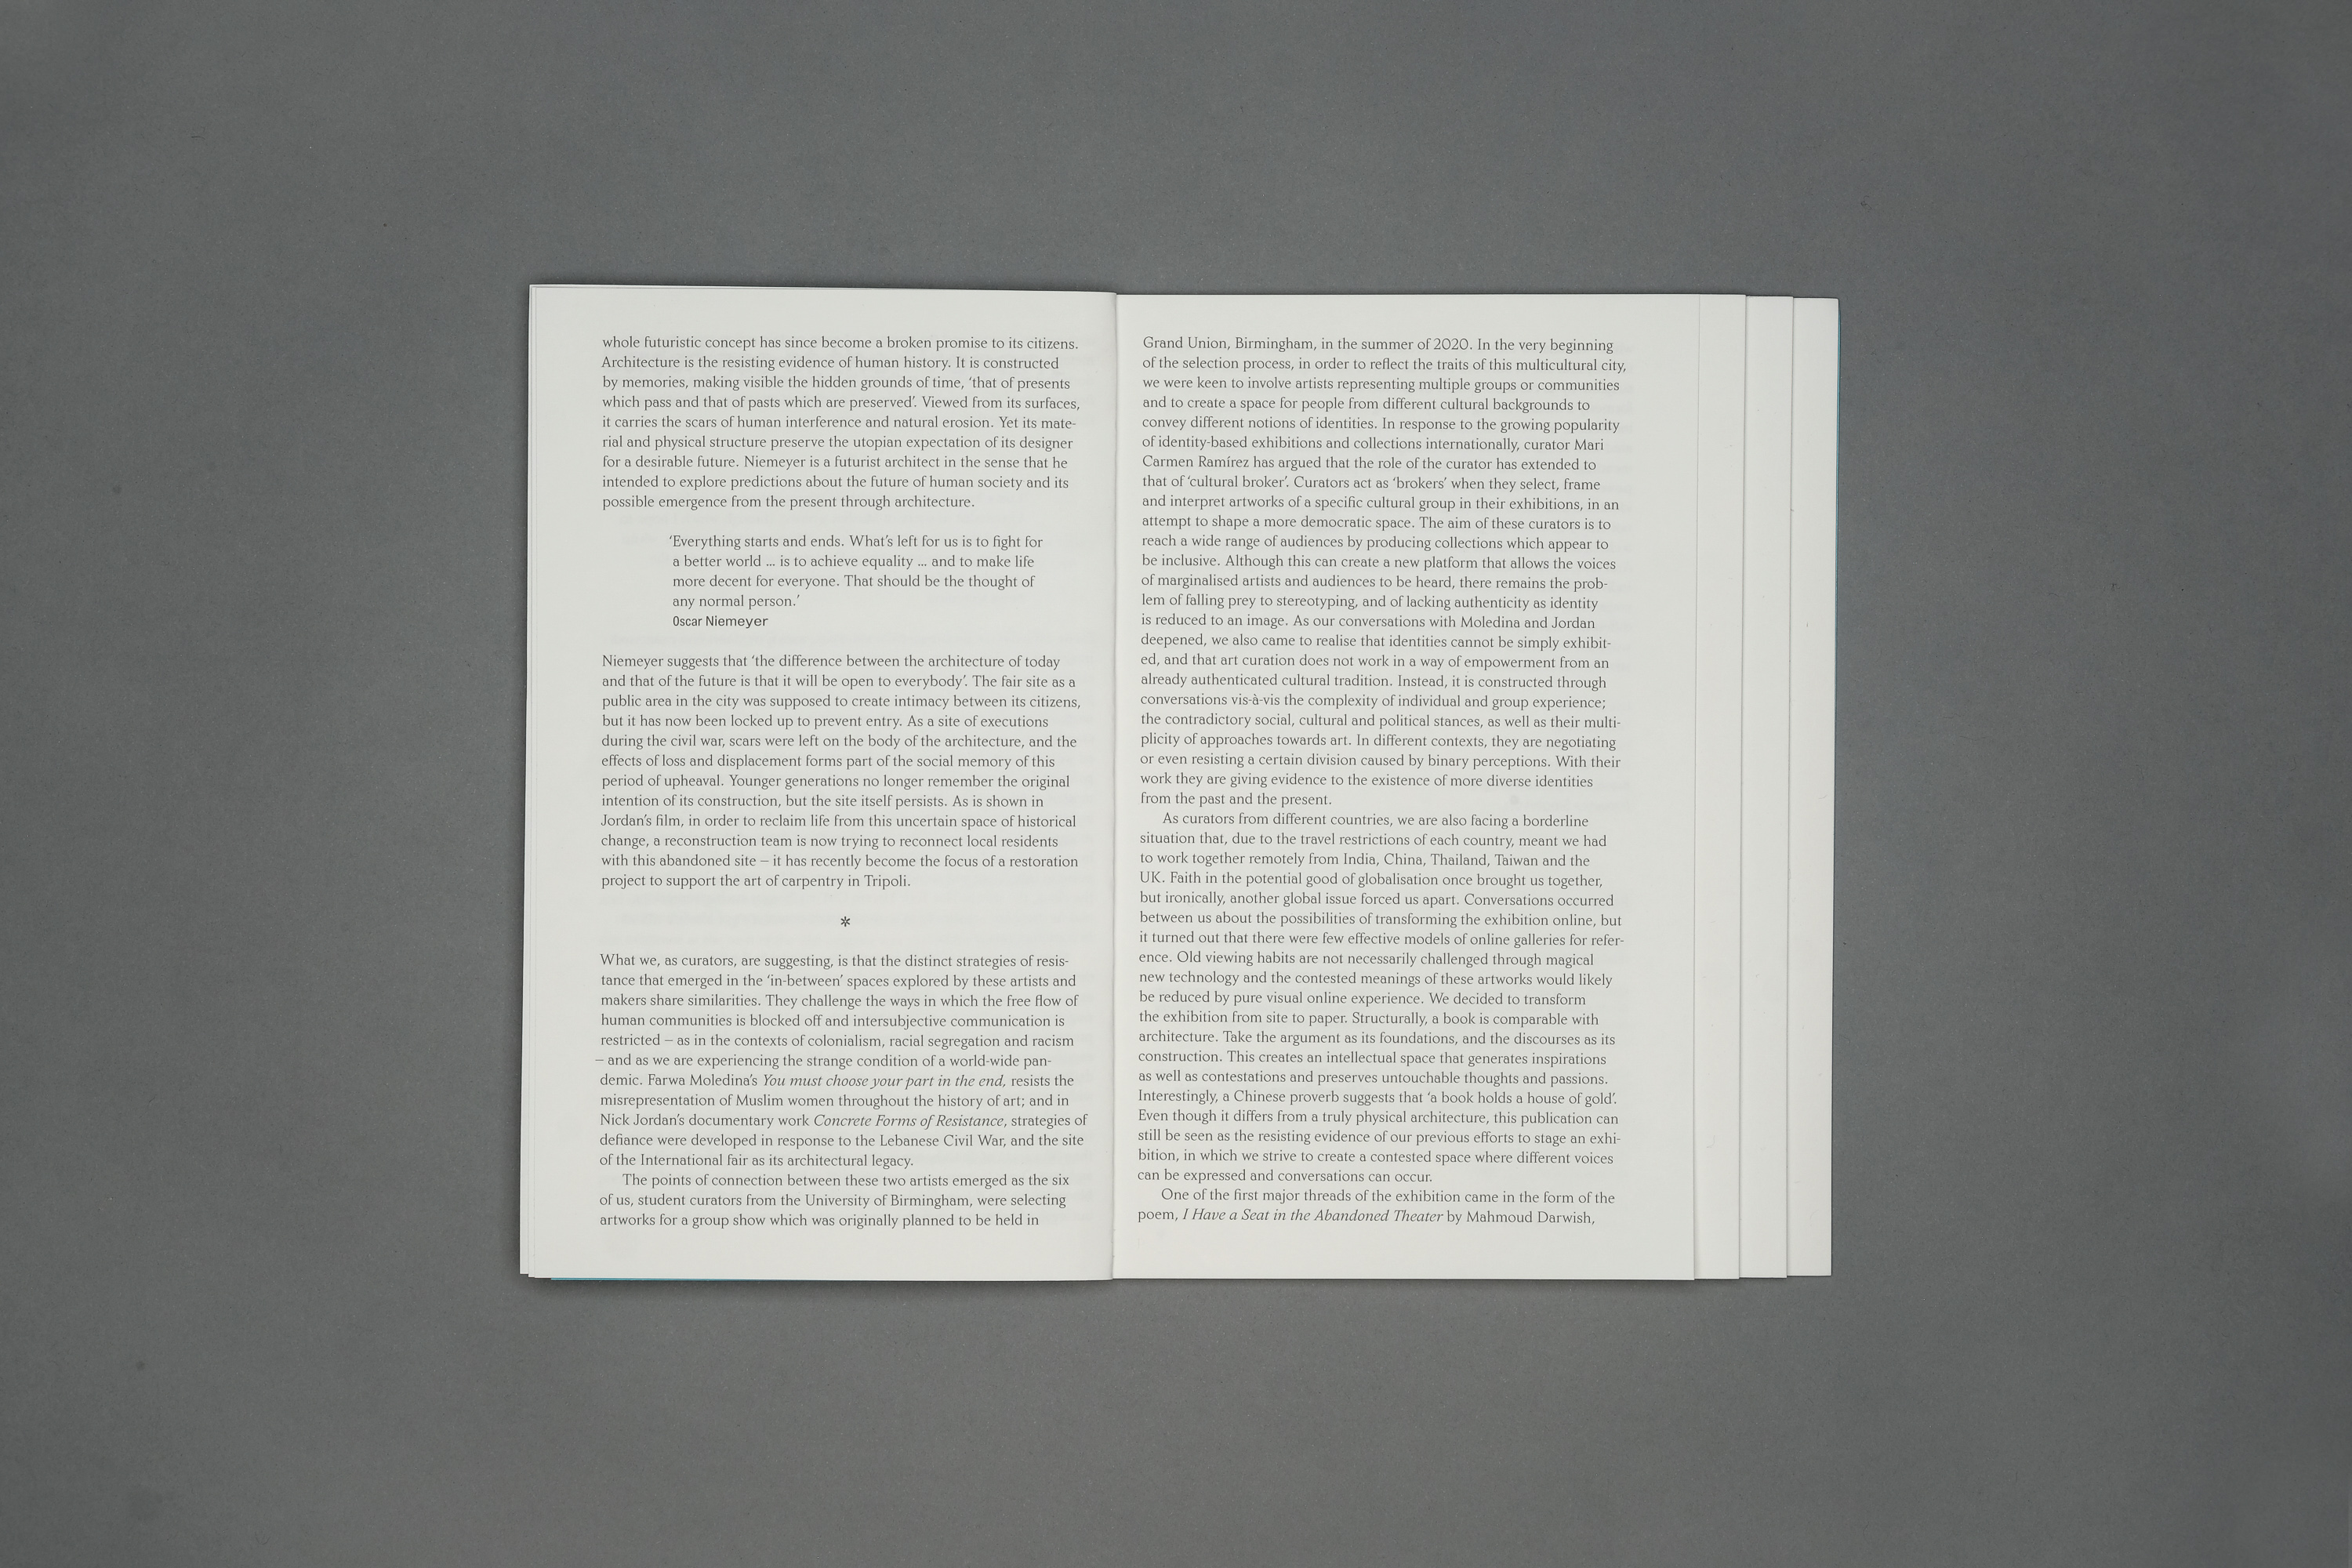 whole futuristic concept has since become a broken promise to its citizens.
Architecture is the resisting evidence of human history. It is constructed
by memories, making visible the hidden grounds of time, ‘that of presents
which pass and that of pasts which are preserved’. Viewed from its surfaces,
it carries the scars of human interference and natural erosion. Yet its mate-
rial and physical structure preserve the utopian expectation of its designer
for a desirable future. Niemeyer is a futurist architect in the sense that he
intended to explore predictions about the future of human society and its
possible emergence from the present through architecture.
‘Everything starts and ends. What’s left for us is to fight for
a better world ... is to achieve equality ... and to make life
more decent for everyone. That should be the thought of
any normal person.’
Oscar Niemeyer
Niemeyer suggests that ‘the difference between the architecture of today
and that of the future is that it will be open to everybody’. The fair site as a
public area in the city was supposed to create intimacy between its citizens,
but it has now been locked up to prevent entry. As a site of executions
during the civil war, scars were left on the body of the architecture, and the
effects of loss and displacement forms part of the social memory of this
period of upheaval. Younger generations no longer remember the original
intention of its construction, but the site itself persists. As is shown in
Jordan’s film, in order to reclaim life from this uncertain space of historical
change, a reconstruction team is now trying to reconnect local residents
with this abandoned site – it has recently become the focus of a restoration
project to support the art of carpentry in Tripoli.
*
What we, as curators, are suggesting, is that the distinct strategies of resis-
tance that emerged in the ‘in-between’ spaces explored by these artists and
makers share similarities. They challenge the ways in which the free flow of
human communities is blocked off and intersubjective communication is
restricted – as in the contexts of colonialism, racial segregation and racism
– and as we are experiencing the strange condition of a world-wide pan-
demic. Farwa Moledina’s You must choose your part in the end, resists the
misrepresentation of Muslim women throughout the history of art; and in
Nick Jordan’s documentary work Concrete Forms of Resistance, strategies of
defiance were developed in response to the Lebanese Civil War, and the site
of the International fair as its architectural legacy.
The points of connection between these two artists emerged as the six
of us, student curators from the University of Birmingham, were selecting
artworks for a group show which was originally planned to be held in
Grand Union, Birmingham, in the summer of 2020. In the very beginning
of the selection process, in order to reflect the traits of this multicultural city,
we were keen to involve artists representing multiple groups or communities
and to create a space for people from different cultural backgrounds to
convey different notions of identities. In response to the growing popularity
of identity-based exhibitions and collections internationally, curator Mari
Carmen Ramírez has argued that the role of the curator has extended to
that of ‘cultural broker’. Curators act as ‘brokers’ when they select, frame
and interpret artworks of a specific cultural group in their exhibitions, in an
attempt to shape a more democratic space. The aim of these curators is to
reach a wide range of audiences by producing collections which appear to
be inclusive. Although this can create a new platform that allows the voices
of marginalised artists and audiences to be heard, there remains the prob-
lem of falling prey to stereotyping, and of lacking authenticity as identity
is reduced to an image. As our conversations with Moledina and Jordan
deepened, we also came to realise that identities cannot be simply exhibit-
ed, and that art curation does not work in a way of empowerment from an
already authenticated cultural tradition. Instead, it is constructed through
conversations vis-à-vis the complexity of individual and group experience;
the contradictory social, cultural and political stances, as well as their multi-
plicity of approaches towards art. In different contexts, they are negotiating
or even resisting a certain division caused by binary perceptions. With their
work they are giving evidence to the existence of more diverse identities
from the past and the present.
As curators from different countries, we are also facing a borderline
situation that, due to the travel restrictions of each country, meant we had
to work together remotely from India, China, Thailand, Taiwan and the
UK. Faith in the potential good of globalisation once brought us together,
but ironically, another global issue forced us apart. Conversations occurred
between us about the possibilities of transforming the exhibition online, but
it turned out that there were few effective models of online galleries for refer-
ence. Old viewing habits are not necessarily challenged through magical
new technology and the contested meanings of these artworks would likely
be reduced by pure visual online experience. We decided to transform
the exhibition from site to paper. Structurally, a book is comparable with
architecture. Take the argument as its foundations, and the discourses as its
construction. This creates an intellectual space that generates inspirations
as well as contestations and preserves untouchable thoughts and passions.
Interestingly, a Chinese proverb suggests that ‘a book holds a house of gold’.
Even though it differs from a truly physical architecture, this publication can
still be seen as the resisting evidence of our previous efforts to stage an exhi-
bition, in which we strive to create a contested space where different voices
can be expressed and conversations can occur.
One of the first major threads of the exhibition came in the form of the
poem, I Have a Seat in the Abandoned Theater by Mahmoud Darwish,